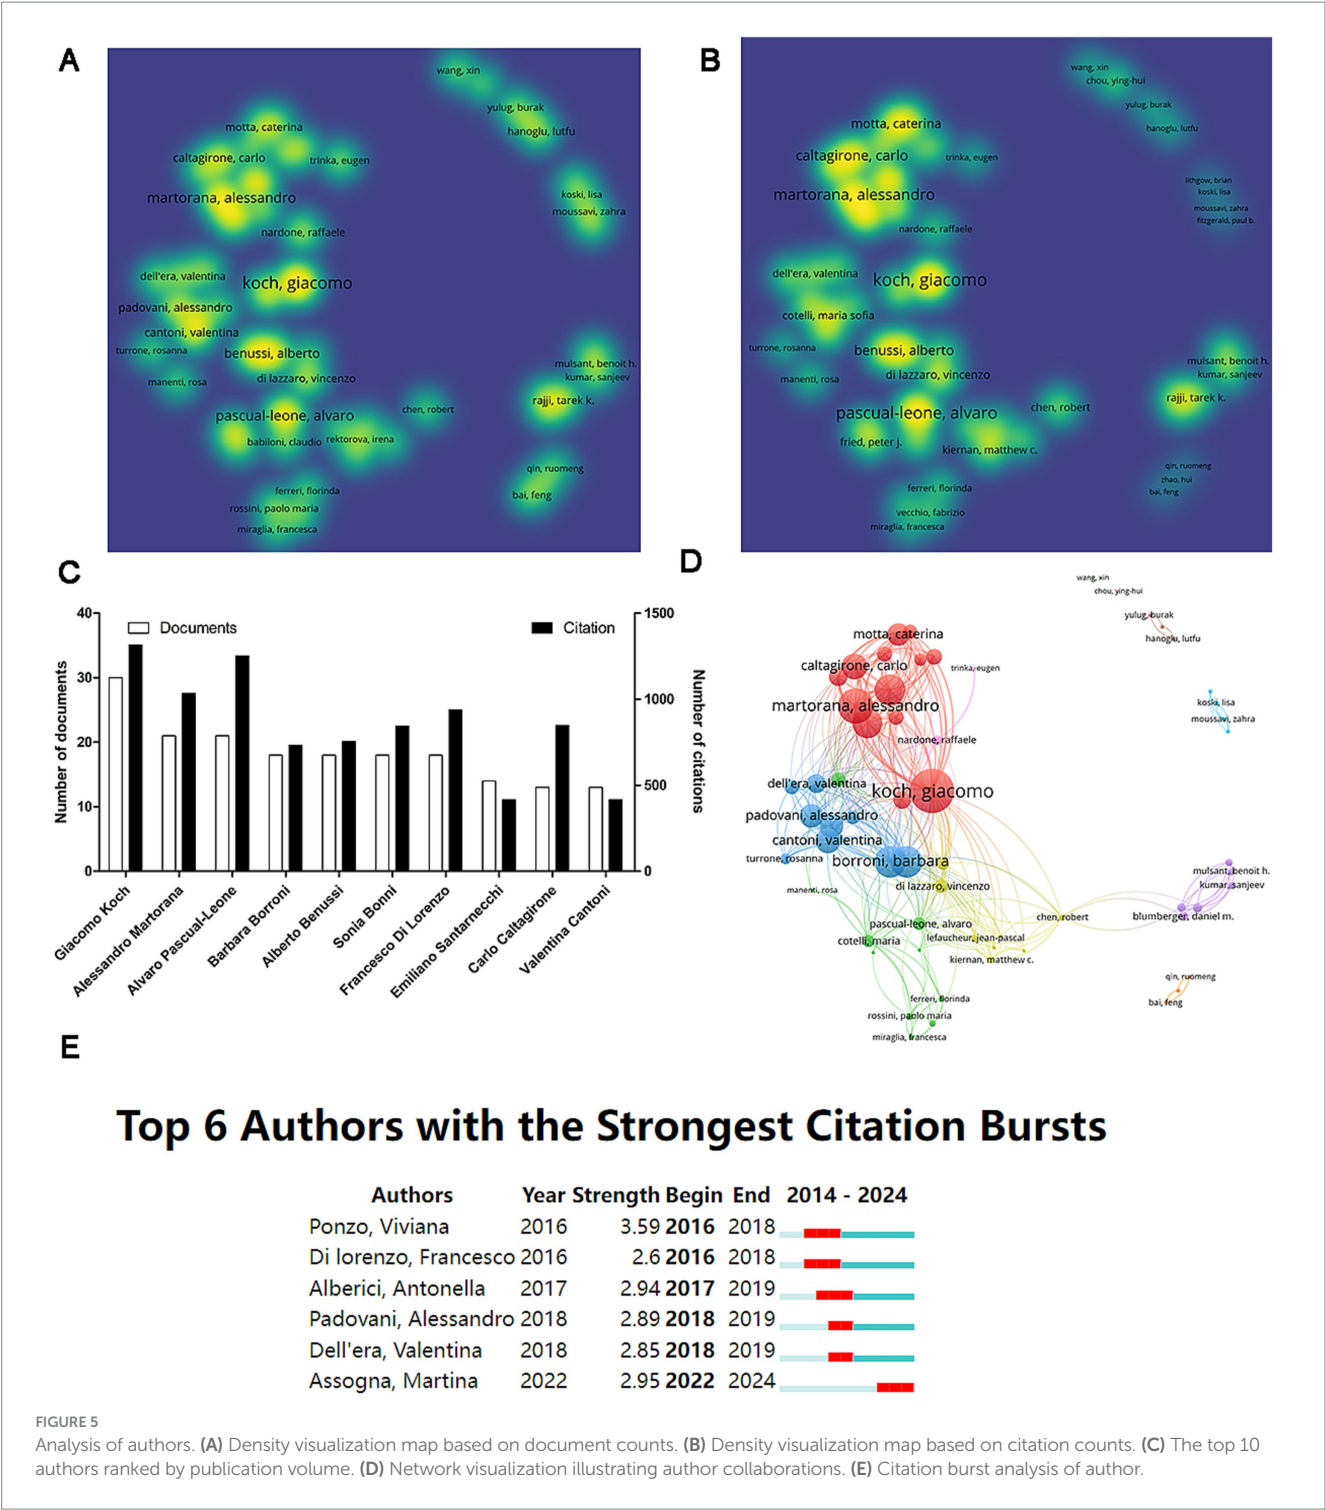 A
wang, xin
yulug, burak
hanoglu, lutfu
motta, caterina
caltagirone, carlo
trinka, eugen
martorana, alessandro
koski, lisa
moussavi, zahra
nardone, raffaele
dell'era, valentina
koch, giacomo
padovani, alessandro
cantoni, valentina
turrone, rosanna
benussi, alberto
mulsant, benoit h.
kumar, sanjeev
manenti, rosa
di lazzaro, vincenzo
rajji, tarek k.
pascual-leone, alvaro
chen, robert
babiloni, claudio
rektorova, irena
qin, ruomeng
bai, feng
ferreri, florinda
rossini, paolo maria
miraglia, francesca
B
wang, xin
chou, ying-hui
yulug, burak
hanoglu, lutfu
motta, caterina
caltagirone, carlo
trinka, eugen
martorana, alessandro
lithgow, brian
koski, lisa
moussavi, zahra
fitzgerald, paul b.
nardone, raffaele
dell'era, valentina
koch, giacomo
cotelli, maria sofia
turrone, rosanna
benussi, alberto
mulsant, benoit h.
kumar, sanjeev
manenti, rosa
di lazzaro, vincenzo
rajji, tarek k.
pascual-leone, alvaro
chen, robert
fried, peter j.
kiernan, matthew c.
qin, ruomeng
zhao, hui
bai, feng
ferreri, florinda
vecchio, fabrizio
miraglia, francesca
C
Documents
Citation
Number of documents
40
30
20
10
0
Number of citations
1500
1000
500
0
Giacomo Koch
Alessandro Martorana
Alvaro Pascual-Leone
Barbara Borroni
Alberto Benussi
Sonia Bonni
Francesco Di Lorenzo
Emiliano Santarnecchi
Carlo Caltagirone
Valentina Cantoni
D
wang, xin
chou, ying-hui
yulug, burak
hanoglu, lutfu
motta, caterina
caltagirone, carlo
trinka, eugen
martorana, alessandro
koski, lisa
moussavi, zahra
nardone, raffaele
dell'era, valentina
koch, giacomo
padovani, alessandro
cantoni, valentina
turrone, rosanna
borroni, barbara
mulsant, benoit h.
kumar, sanjeev
manenti, rosa
di lazzaro, vincenzo
chen, robert
blumberger, daniel m.
pascual-leone, alvaro
cotelli, maria
lefaucheur, jean-pascal
kiernan, matthew c.
qin, ruomeng
bai, feng
ferreri, florinda
rossini, paolo maria
miraglia, francesca
E
Top 6 Authors with the Strongest Citation Bursts
Authors Year Strength Begin End 2014 - 2024
Ponzo, Viviana 2016 3.59 2016 2018
Di lorenzo, Francesco 2016 2.6 2016 2018
Alberici, Antonella 2017 2.94 2017 2019
Padovani, Alessandro 2018 2.89 2018 2019
Dell'era, Valentina 2018 2.85 2018 2019
Assogna, Martina 2022 2.95 2022 2024
FIGURE 5
Analysis of authors. (A) Density visualization map based on document counts. (B) Density visualization map based on citation counts. (C) The top 10
authors ranked by publication volume. (D) Network visualization illustrating author collaborations. (E) Citation burst analysis of author.